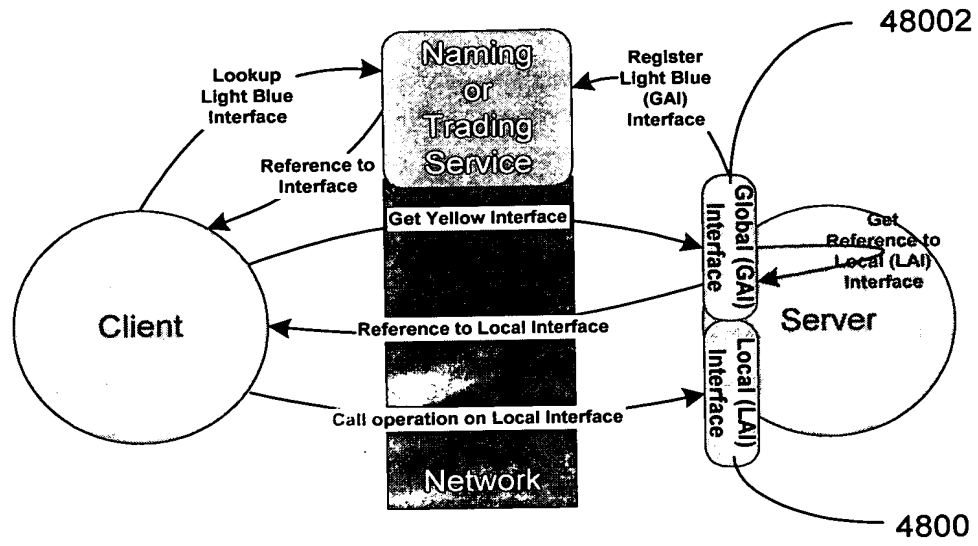 48002
Naming
or
Trading
Service
Register
Light Blue
(GAI)
Interface
Lookup
Light Blue
Interface
Reference to
Interface
Get Yellow Interface
Global (GAI)
Interface
Get
Reference to
Local (LAI)
Interface
Client
Reference to Local Interface
Server
Local (LAI)
Interface
Call operation on Local Interface
Network
4800